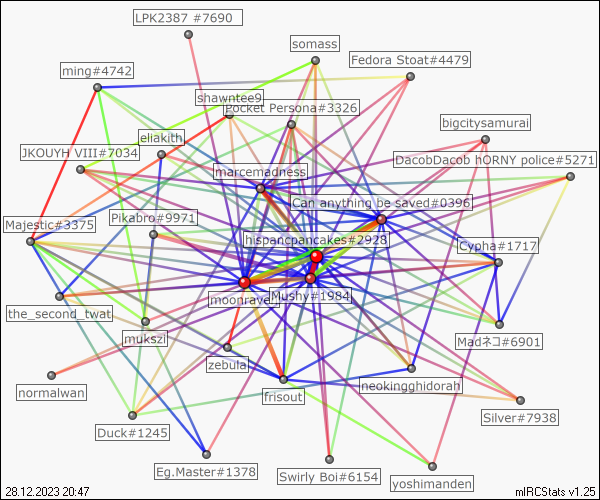 LPK2387 #7690
somass
Fedora Stoat#4479
ming#4742
shawntee9
Pocket Persona#3326
bigcitysamurai
eliakith
JKOUYH VIII#7034
DacobDacob hORNY police#5271
marcemadness
Can anything be saved#0396
Pikabro#9971
Majestic#3375
hispancpancakes#2928
Cypha#1717
moonraye
Mushy#1984
the_second_twat
mukszi
Madネコ#6901
zebulai
normalwan
frisout
neokingghidorah
Silver#7938
Duck#1245
Eg.Master#1378
Swirly Boi#6154
yoshimanden
28.12.2023 20:47
mIRCStats v1.25